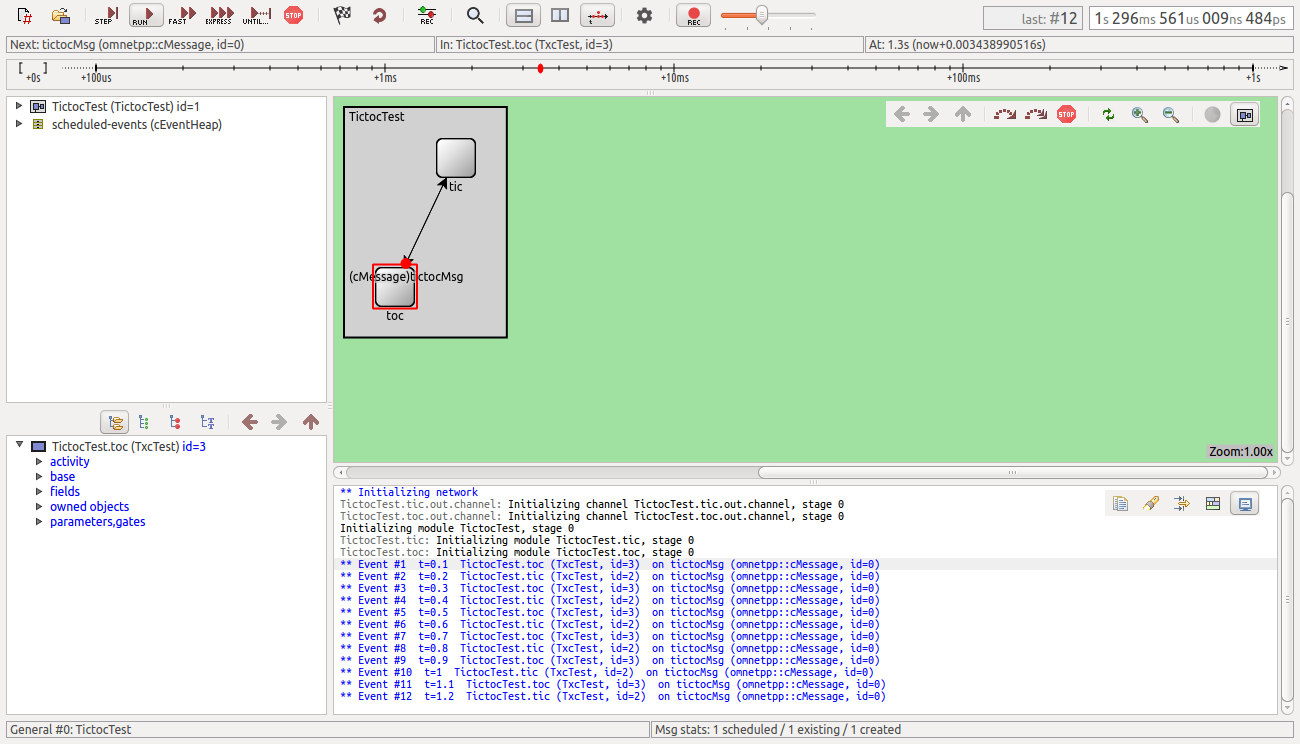 STEP RUN FAST EXPRESS UNTIL... STOP REC REC last: #12 1s 296ms 561us 009ns 484ps
Next: tictocMsg (omnetpp::cMessage, id=0) In: TictocTest.toc (TxcTest, id=3) At: 1.3s (now+0.003438990516s)
[ ]
+0s +100us +1ms +10ms +100ms +1s
TictocTest (TictocTest) id=1
scheduled-events (cEventHeap)
TictocTest
STOP
tic
(cMessage)tictocMsg
toc
Zoom:1.00x
TictocTest.toc (TxcTest) id=3
activity
base
fields
owned objects
parameters,gates
** Initializing network
TictocTest.tic.out.channel: Initializing channel TictocTest.tic.out.channel, stage 0
TictocTest.toc.out.channel: Initializing channel TictocTest.toc.out.channel, stage 0
Initializing module TictocTest, stage 0
TictocTest.tic: Initializing module TictocTest.tic, stage 0
TictocTest.toc: Initializing module TictocTest.toc, stage 0
** Event #1 t=0.1 TictocTest.toc (TxcTest, id=3) on tictocMsg (omnetpp::cMessage, id=0)
** Event #2 t=0.2 TictocTest.tic (TxcTest, id=2) on tictocMsg (omnetpp::cMessage, id=0)
** Event #3 t=0.3 TictocTest.toc (TxcTest, id=3) on tictocMsg (omnetpp::cMessage, id=0)
** Event #4 t=0.4 TictocTest.tic (TxcTest, id=2) on tictocMsg (omnetpp::cMessage, id=0)
** Event #5 t=0.5 TictocTest.toc (TxcTest, id=3) on tictocMsg (omnetpp::cMessage, id=0)
** Event #6 t=0.6 TictocTest.tic (TxcTest, id=2) on tictocMsg (omnetpp::cMessage, id=0)
** Event #7 t=0.7 TictocTest.toc (TxcTest, id=3) on tictocMsg (omnetpp::cMessage, id=0)
** Event #8 t=0.8 TictocTest.tic (TxcTest, id=2) on tictocMsg (omnetpp::cMessage, id=0)
** Event #9 t=0.9 TictocTest.toc (TxcTest, id=3) on tictocMsg (omnetpp::cMessage, id=0)
** Event #10 t=1 TictocTest.tic (TxcTest, id=2) on tictocMsg (omnetpp::cMessage, id=0)
** Event #11 t=1.1 TictocTest.toc (TxcTest, id=3) on tictocMsg (omnetpp::cMessage, id=0)
** Event #12 t=1.2 TictocTest.tic (TxcTest, id=2) on tictocMsg (omnetpp::cMessage, id=0)
General #0: TictocTest Msg stats: 1 scheduled / 1 existing / 1 created